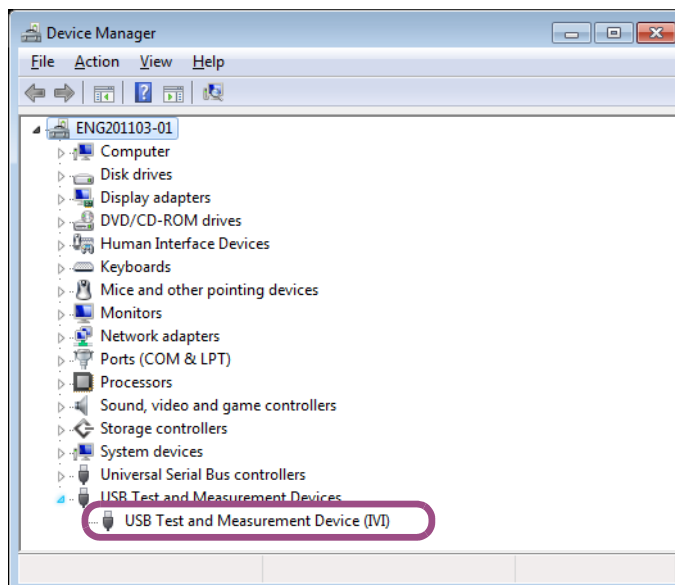 Device Manager
File Action View Help
ENG201103-01
Computer
Disk drives
Display adapters
DVD/CD-ROM drives
Human Interface Devices
Keyboards
Mice and other pointing devices
Monitors
Network adapters
Ports (COM & LPT)
Processors
Sound, video and game controllers
Storage controllers
System devices
Universal Serial Bus controllers
USB Test and Measurement Devices
USB Test and Measurement Device (IVI)